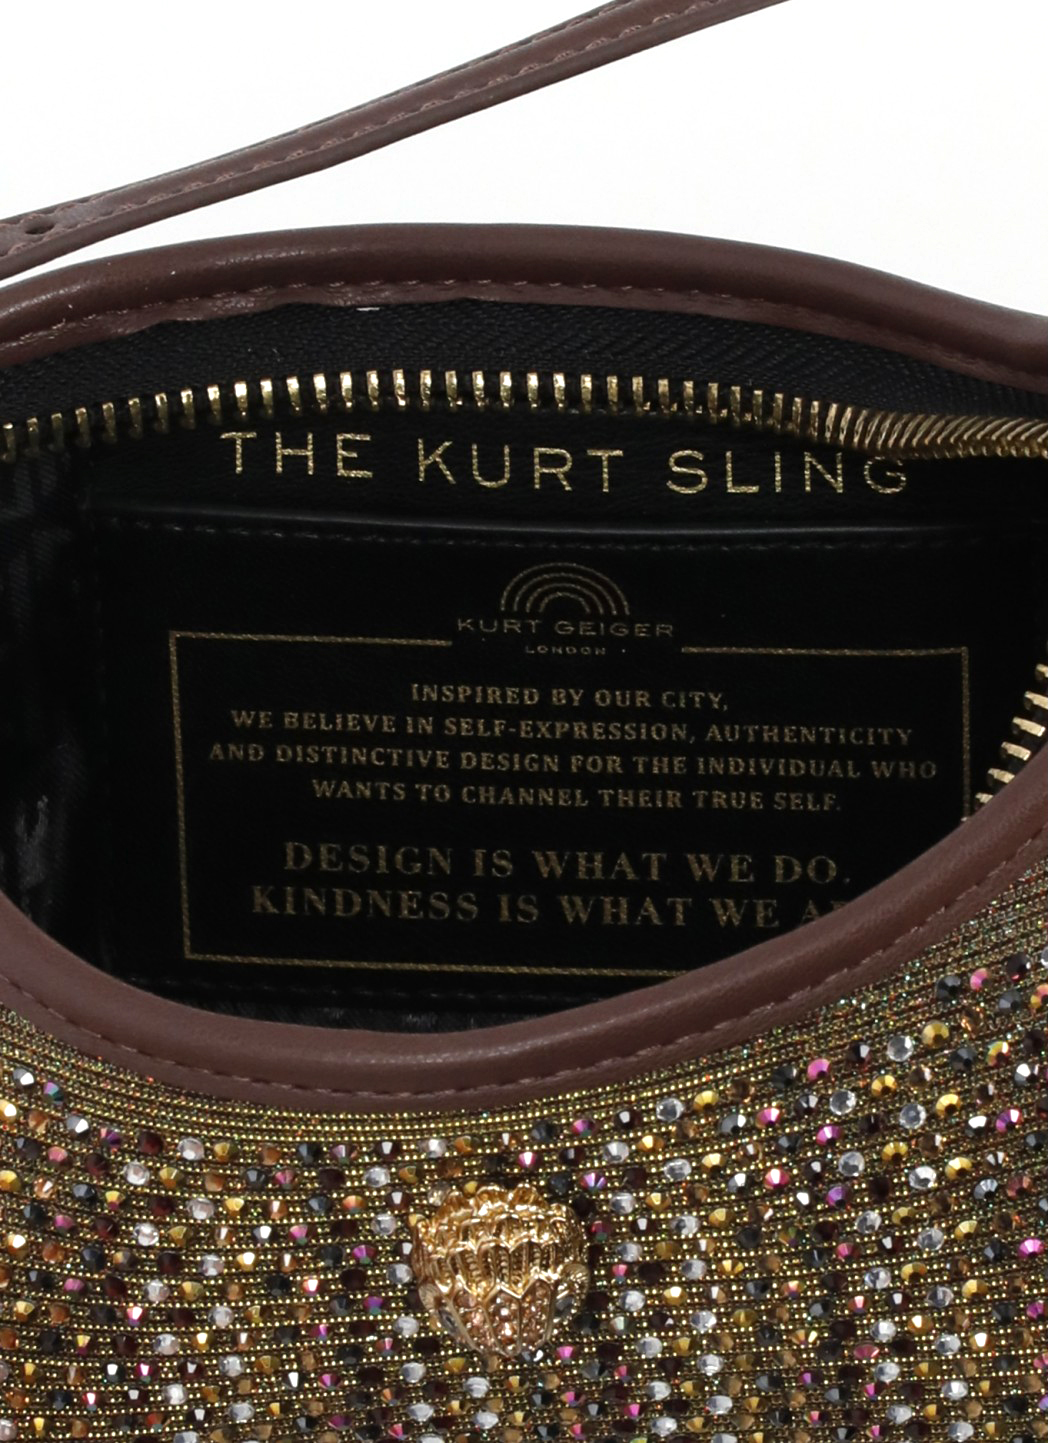 THE KURT SLING
KURT GEIGER
LONDON
INSPIRED BY OUR CITY,
WE BELIEVE IN SELF-EXPRESSION, AUTHENTICITY
AND DISTINCTIVE DESIGN FOR THE INDIVIDUAL WHO
WANTS TO CHANNEL THEIR TRUE SELF.
DESIGN IS WHAT WE DO.
KINDNESS IS WHAT WE